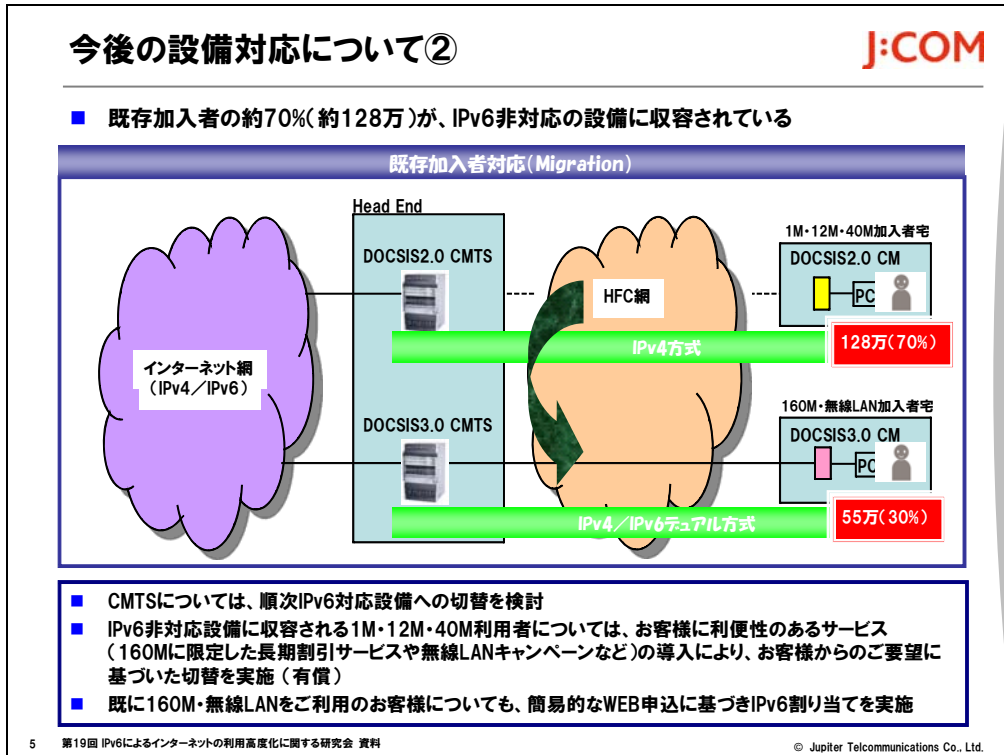 今後の設備対応について②
J:COM
■ 既存加入者の約70%(約128万)が、IPv6非対応の設備に収容されている
既存加入者対応(Migration)
Head End
DOCSIS2.0 CMTS
HFC網
1M・12M・40M加入者宅
DOCSIS2.0 CM
PC
IPv4方式
128万(70%)
インターネット網
(IPv4/IPv6)
DOCSIS3.0 CMTS
160M・無線LAN加入者宅
DOCSIS3.0 CM
PC
IPv4/IPv6デュアル方式
55万(30%)
■ CMTSについては、順次IPv6対応設備への切替を検討
■ IPv6非対応設備に収容される1M・12M・40M利用者については、お客様に利便性のあるサービス
(160Mに限定した長期割引サービスや無線LANキャンペーンなど)の導入により、お客様からのご要望に
基づいた切替を実施(有償)
■ 既に160M・無線LANをご利用のお客様についても、簡易的なWEB申込に基づきIPv6割り当てを実施
5 第19回 IPv6によるインターネットの利用高度化に関する研究会 資料
© Jupiter Telcommunications Co., Ltd.